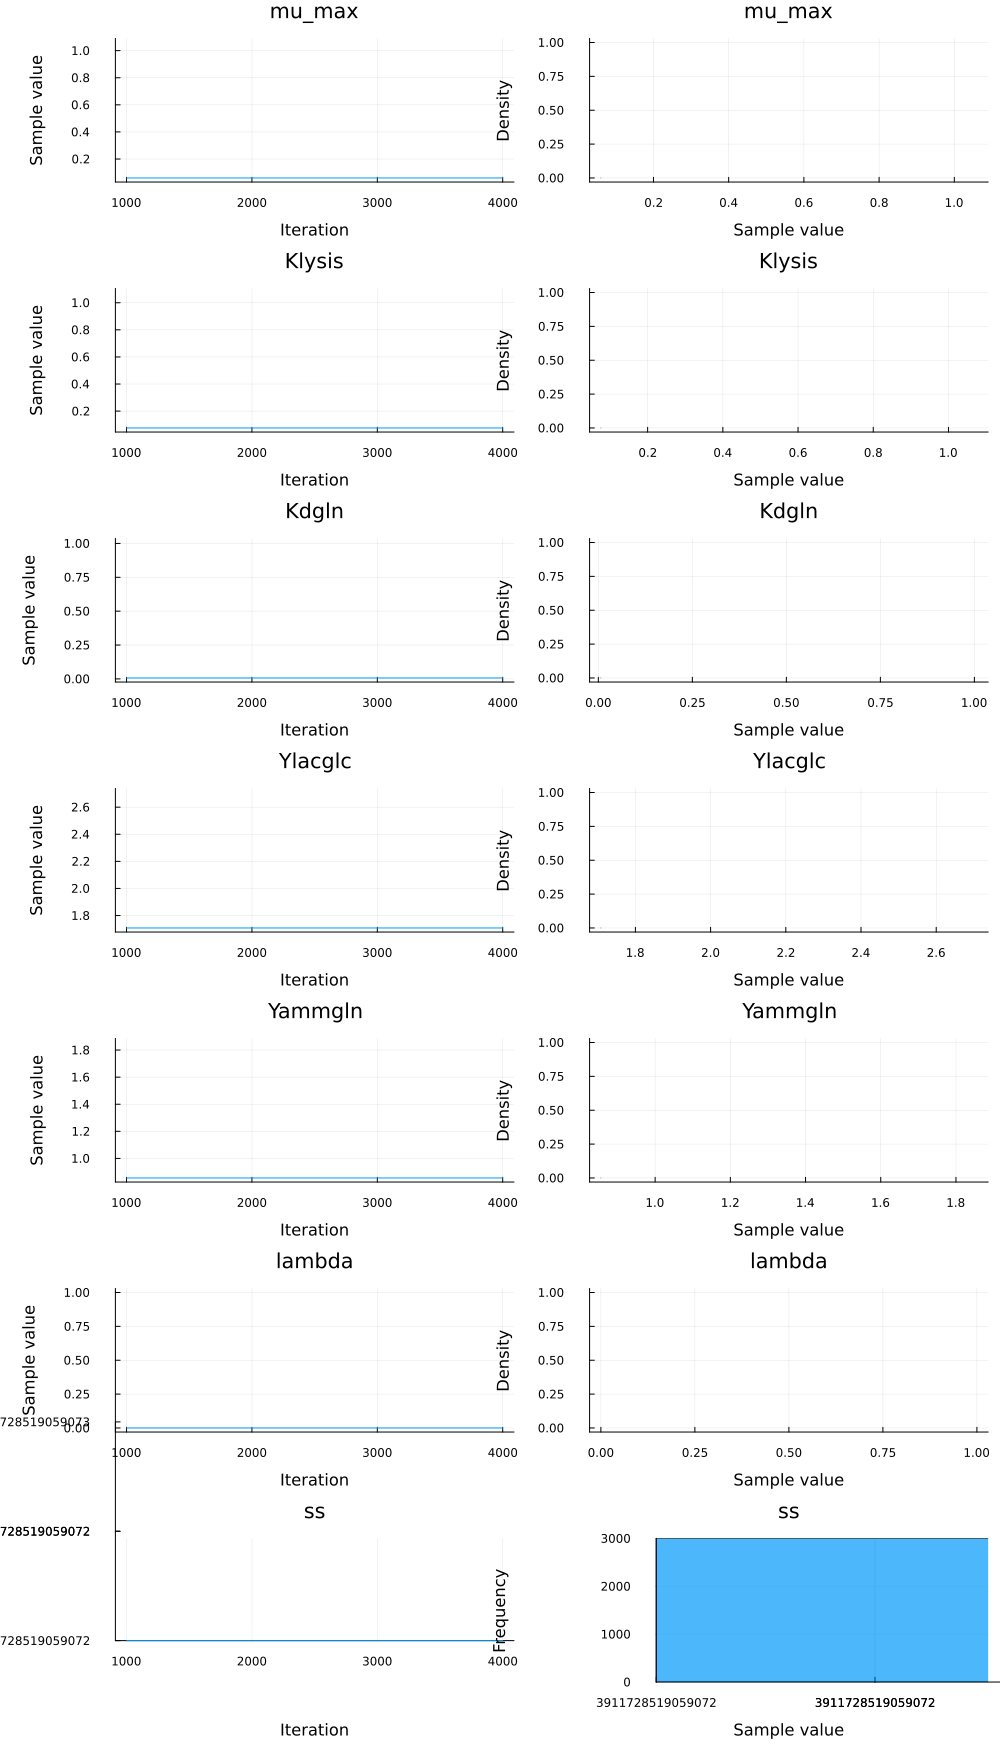 mu_max
mu_max
Sample value
1.0
0.8
0.6
0.4
0.2
1000 2000 3000 4000
Iteration
Density
1.00
0.75
0.50
0.25
0.00
0.2 0.4 0.6 0.8 1.0
Sample value
Klysis
Klysis
Sample value
1.0
0.8
0.6
0.4
0.2
1000 2000 3000 4000
Iteration
Density
1.00
0.75
0.50
0.25
0.00
0.2 0.4 0.6 0.8 1.0
Sample value
Kdgln
Kdgln
Sample value
1.00
0.75
0.50
0.25
0.00
1000 2000 3000 4000
Iteration
Density
1.00
0.75
0.50
0.25
0.00
0.00 0.25 0.50 0.75 1.00
Sample value
Ylacglc
Ylacglc
Sample value
2.6
2.4
2.2
2.0
1.8
1000 2000 3000 4000
Iteration
Density
1.00
0.75
0.50
0.25
0.00
1.8 2.0 2.2 2.4 2.6
Sample value
Yammgln
Yammgln
Sample value
1.8
1.6
1.4
1.2
1.0
1000 2000 3000 4000
Iteration
Density
1.00
0.75
0.50
0.25
0.00
1.0 1.2 1.4 1.6 1.8
Sample value
lambda
lambda
Sample value
1.00
0.75
0.50
0.25
0.00
1000 2000 3000 4000
Iteration
Density
1.00
0.75
0.50
0.25
0.00
0.00 0.25 0.50 0.75 1.00
Sample value
ss
ss
728519059073
728519059072
728519059072
1000 2000 3000 4000
Iteration
Frequency
3000
2000
1000
0
3911728519059072 3911728519059072
Sample value